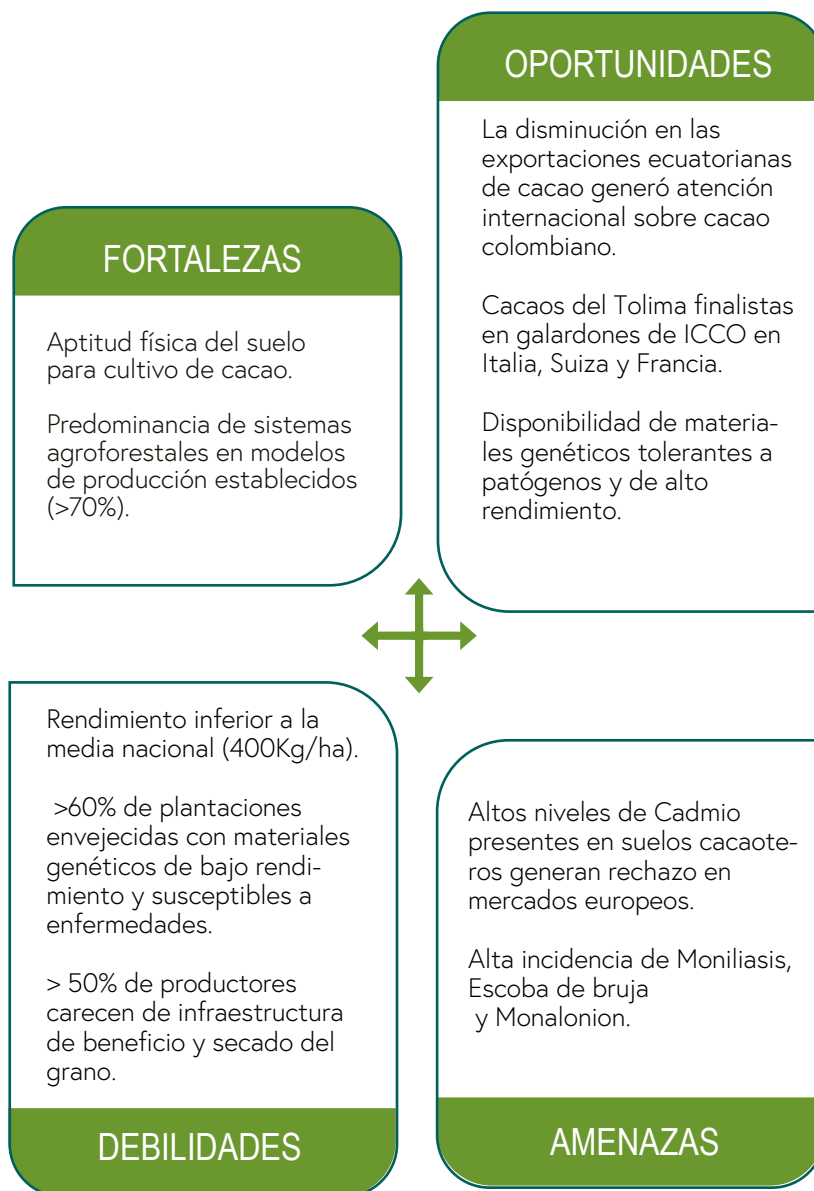 FORTALEZAS
Aptitud física del suelo
para cultivo de cacao.
Predominancia de sistemas
agroforestales en modelos
de producción establecidos
(>70%).
OPORTUNIDADES
La disminución en las
exportaciones ecuatorianas
de cacao generó atención
internacional sobre cacao
colombiano.
Cacaos del Tolima finalistas
en galardones de ICCO en
Italia, Suiza y Francia.
Disponibilidad de materia-
les genéticos tolerantes a
patógenos y de alto
rendimiento.
Rendimiento inferior a la
media nacional (400Kg/ha).
>60% de plantaciones
envejecidas con materiales
genéticos de bajo rendi-
miento y susceptibles a
enfermedades.
> 50% de productores
carecen de infraestructura
de beneficio y secado del
grano.
DEBILIDADES
Altos niveles de Cadmio
presentes en suelos cacaote-
ros generan rechazo en
mercados europeos.
Alta incidencia de Moniliasis,
Escoba de bruja
y Monalonion.
AMENAZAS